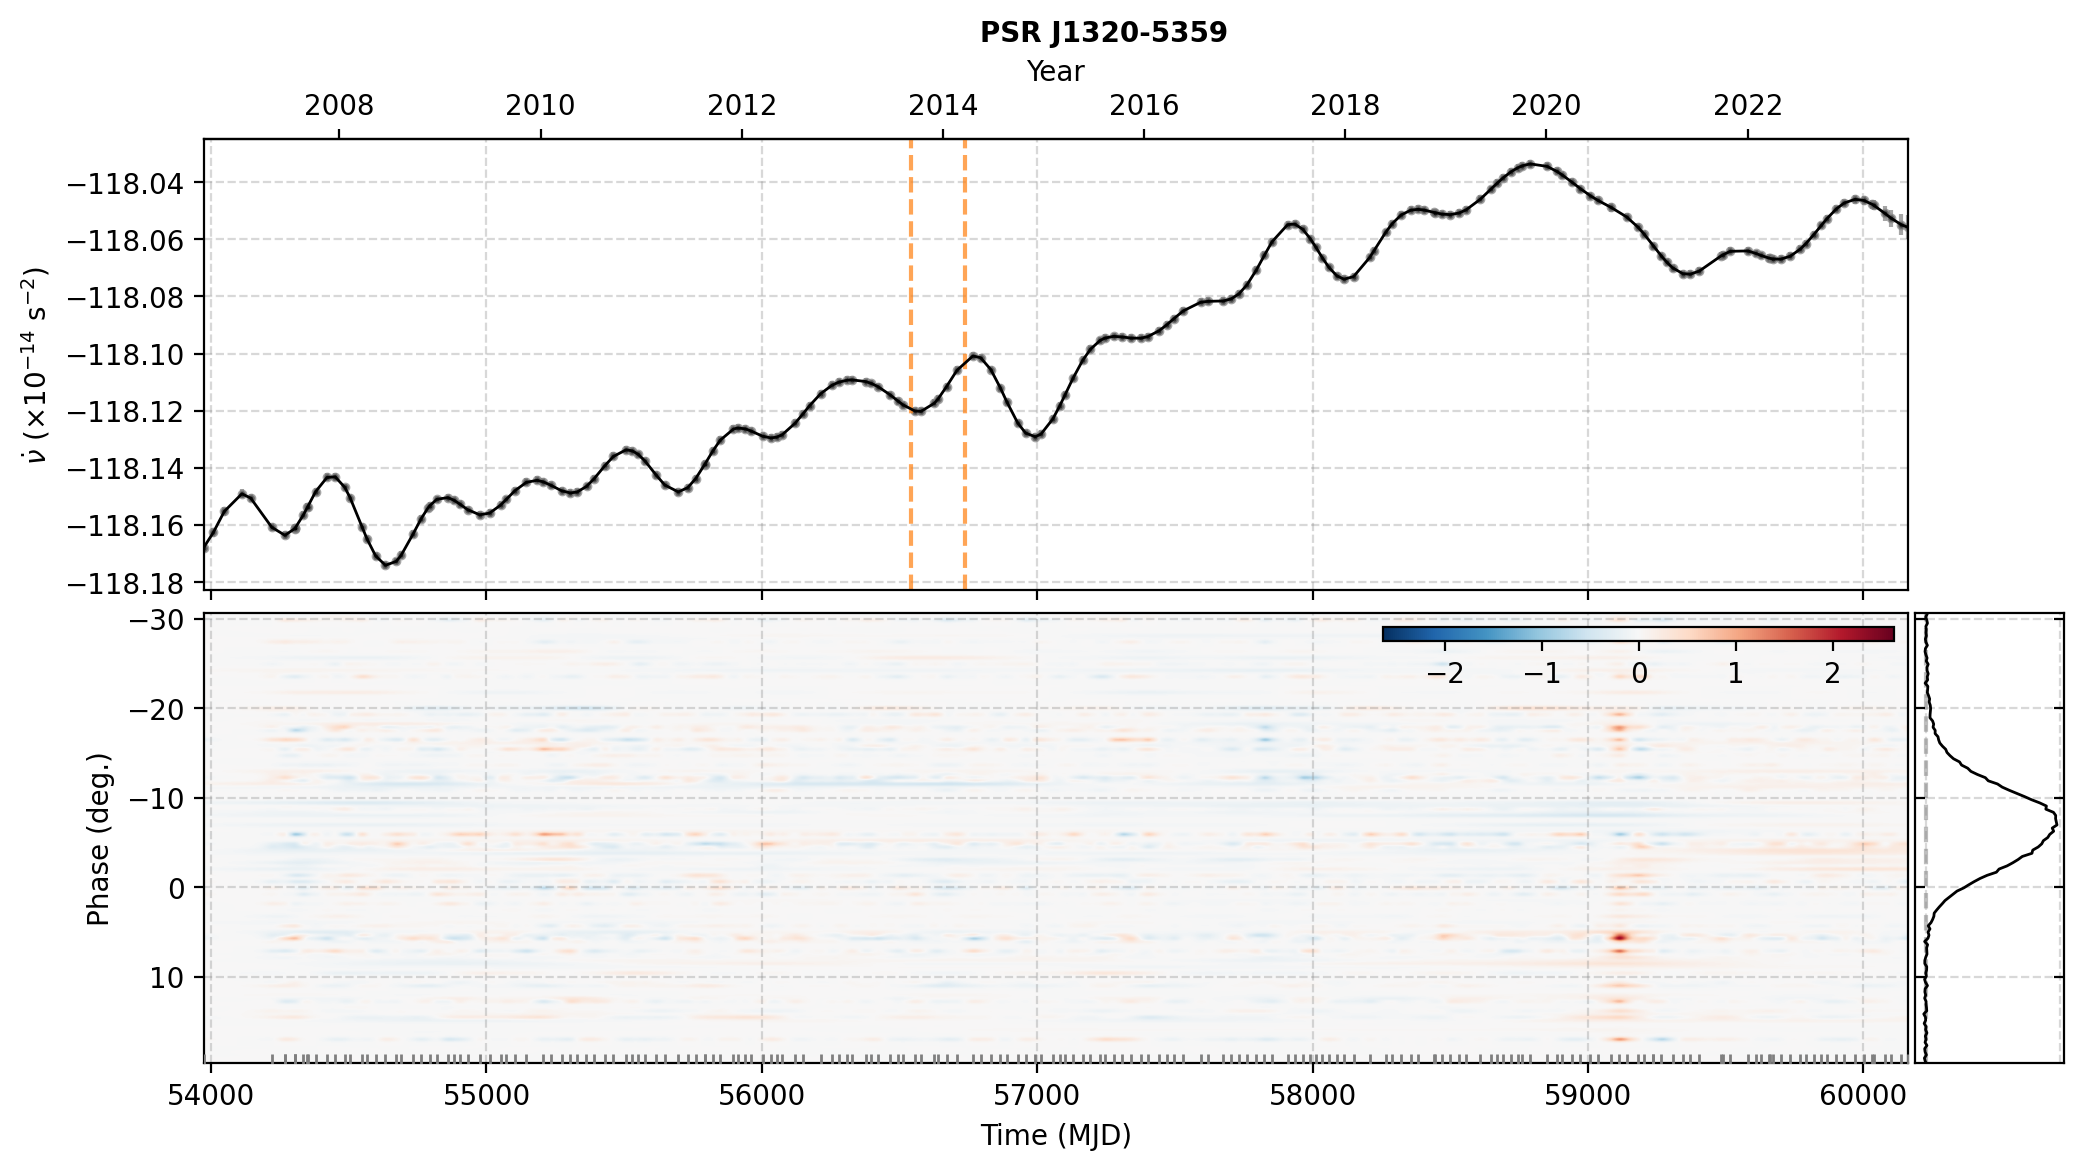 PSR J1320-5359
Year
2008 2010 2012 2014 2016 2018 2020 2022
−118.04
−118.06
−118.08
−118.10
−118.12
−118.14
−118.16
−118.18
ν̇ (×10⁻¹⁴ s⁻²)
−30
−20
−10
0
10
Phase (deg.)
−2 −1 0 1 2
54000 55000 56000 57000 58000 59000 60000
Time (MJD)